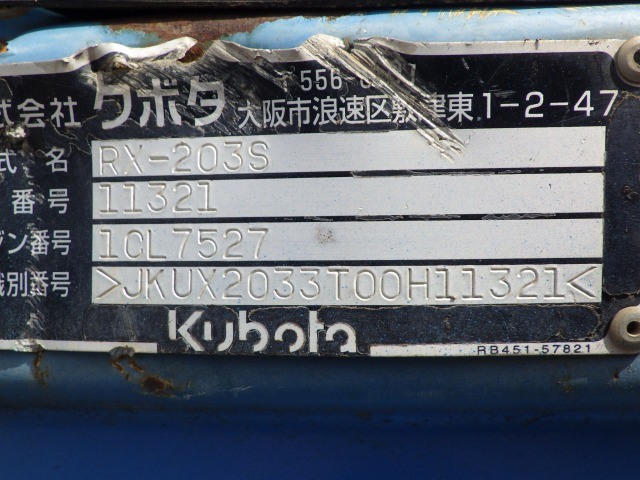 式会社 クボタ
556-8
大阪市浪速区敷津東1-2-47
式名 RX-203S
番号 11321
ジン番号 1CL7527
識別番号 >JKUX2033T00H11321<
Kubota
RB451-57821